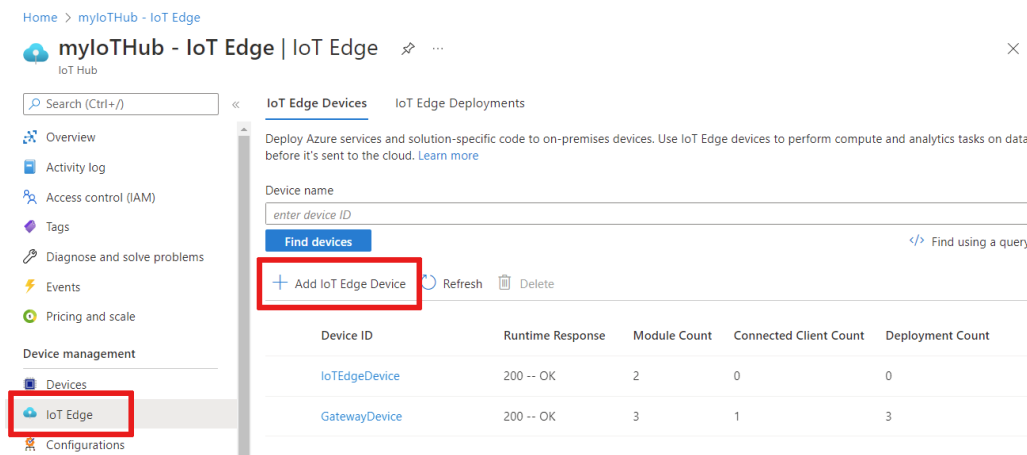 Home > myIoTHub - IoT Edge
myIoTHub - IoT Edge | IoT Edge ...
IoT Hub
Search (Ctrl+/) «
Overview
Activity log
Access control (IAM)
Tags
Diagnose and solve problems
Events
Pricing and scale
Device management
Devices
IoT Edge
Configurations
IoT Edge Devices IoT Edge Deployments
Deploy Azure services and solution-specific code to on-premises devices. Use IoT Edge devices to perform compute and analytics tasks on data
before it's sent to the cloud. Learn more
Device name
enter device ID
Find devices
</> Find using a query
+ Add IoT Edge Device Refresh Delete
Device ID Runtime Response Module Count Connected Client Count Deployment Count
IoTEdgeDevice 200 -- OK 2 0 0
GatewayDevice 200 -- OK 3 1 3